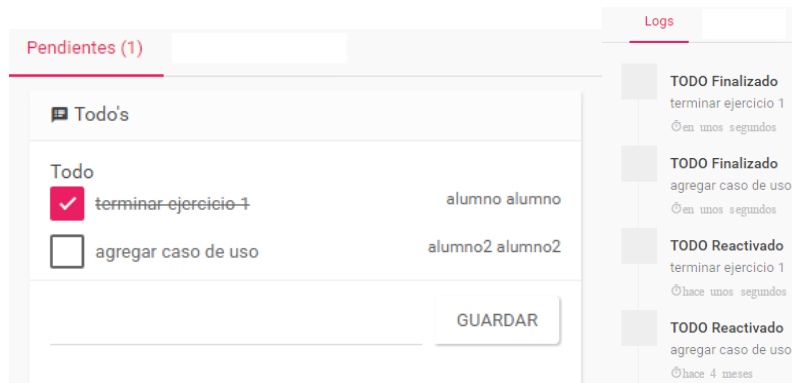 Pendientes (1)
Todo's
Todo
terminar ejercicio 1 alumno alumno
agregar caso de uso alumno2 alumno2
GUARDAR
Logs
TODO Finalizado
terminar ejercicio 1
en unos segundos
TODO Finalizado
agregar caso de uso
en unos segundos
TODO Reactivado
terminar ejercicio 1
hace unos segundos
TODO Reactivado
agregar caso de uso
hace 4 meses